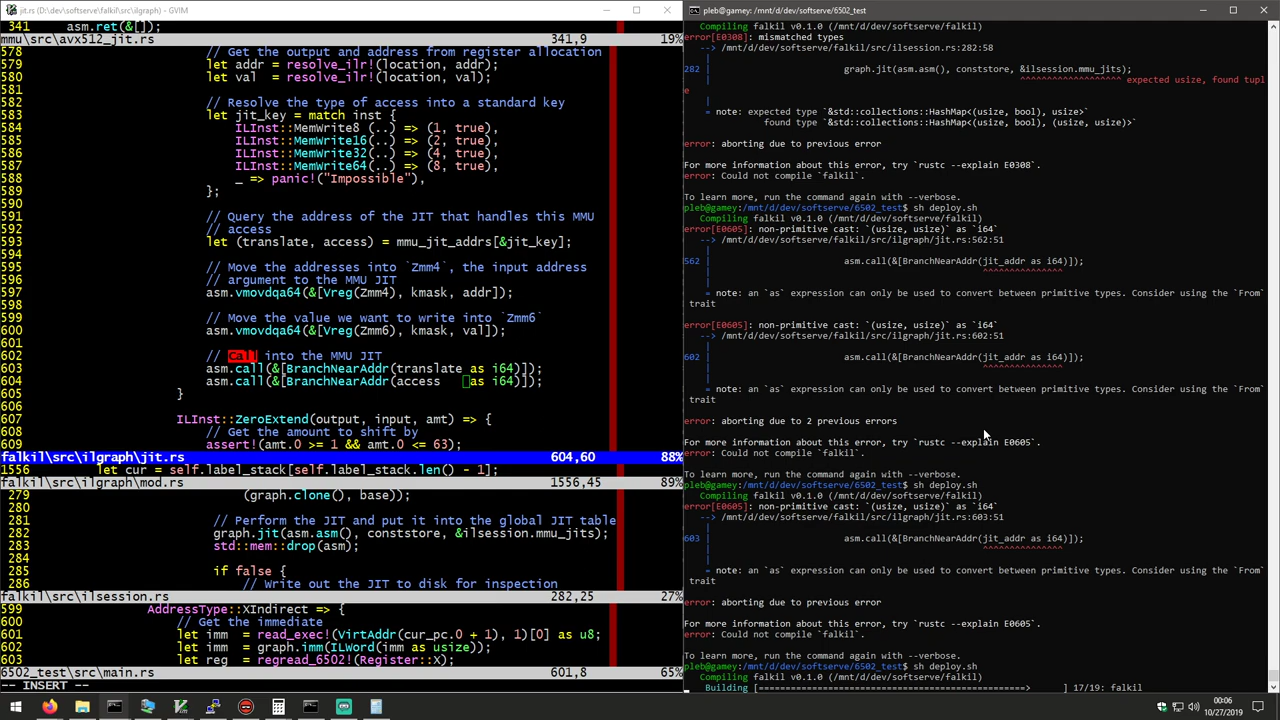 jit.rs (D:\dev\softserve\falkil\src\ilgraph) - GVIM
341     asm.ret(&[]);
mmu\src\avx512_jit.rs 341,9 19%
578 // Get the output and address from register allocation
579 let addr = resolve_ilr!(location, addr);
580 let val  = resolve_ilr!(location, val);
581
582 // Resolve the type of access into a standard key
583 let jit_key = match inst {
584     ILInst::MemWrite8 (..) => (1, true),
585     ILInst::MemWrite16(..) => (2, true),
586     ILInst::MemWrite32(..) => (4, true),
587     ILInst::MemWrite64(..) => (8, true),
588     _ => panic!("Impossible"),
589 };
590
591 // Query the address of the JIT that handles this MMU
592 // access
593 let (translate, access) = mmu_jit_addrs[&jit_key];
594
595 // Move the addresses into `Zmm4`, the input address
596 // argument to the MMU JIT
597 asm.vmovdqa64(&[Vreg(Zmm4), kmask, addr]);
598
599 // Move the value we want to write into `Zmm6`
600 asm.vmovdqa64(&[Vreg(Zmm6), kmask, val]);
601
602 // Call into the MMU JIT
603 asm.call(&[BranchNearAddr(translate as i64)]);
604 asm.call(&[BranchNearAddr(access    as i64)]);
605 }
606
607 ILInst::ZeroExtend(output, input, amt) => {
608     // Get the amount to shift by
609     assert!(amt.0 >= 1 && amt.0 <= 63);
falkil\src\ilgraph\jit.rs 604,60 88%
1556 let cur = self.label_stack[self.label_stack.len() - 1];
falkil\src\ilgraph\mod.rs 1556,45 89%
279 (graph.clone(), base));
280
281 // Perform the JIT and put it into the global JIT table
282 graph.jit(asm.asm(), conststore, &ilsession.mmu_jits);
283 std::mem::drop(asm);
284
285 if false {
286     // Write out the JIT to disk for inspection
falkil\src\ilsession.rs 282,25 27%
599 AddressType::XIndirect => {
600     // Get the immediate
601     let imm  = read_exec!(VirtAddr(cur_pc.0 + 1), 1)[0] as u8;
602     let imm  = graph.imm(ILWord(imm as usize));
603     let reg  = regread_6502!(Register::X);
6502_test\src\main.rs 601,8 65%
-- INSERT --
pleb@gamey: /mnt/d/dev/softserve/6502_test
Compiling falkil v0.1.0 (/mnt/d/dev/softserve/falkil)
error[E0308]: mismatched types
--> /mnt/d/dev/softserve/falkil/src/ilsession.rs:282:58
|
282 | graph.jit(asm.asm(), conststore, &ilsession.mmu_jits);
| ^^^^^^^^^^^^^^^^^^^ expected usize, found tupl
e
|
= note: expected type `&std::collections::HashMap<(usize, bool), usize>`
found type `&std::collections::HashMap<(usize, bool), (usize, usize)>`
error: aborting due to previous error
For more information about this error, try `rustc --explain E0308`.
error: Could not compile `falkil`.
To learn more, run the command again with --verbose.
pleb@gamey:/mnt/d/dev/softserve/6502_test$ sh deploy.sh
Compiling falkil v0.1.0 (/mnt/d/dev/softserve/falkil)
error[E0605]: non-primitive cast: `(usize, usize)` as `i64`
--> /mnt/d/dev/softserve/falkil/src/ilgraph/jit.rs:562:51
|
562 | asm.call(&[BranchNearAddr(jit_addr as i64)]);
| ^^^^^^^^^^^^^^^
|
= note: an `as` expression can only be used to convert between primitive types. Consider using the `From`
trait
error[E0605]: non-primitive cast: `(usize, usize)` as `i64`
--> /mnt/d/dev/softserve/falkil/src/ilgraph/jit.rs:602:51
|
602 | asm.call(&[BranchNearAddr(jit_addr as i64)]);
| ^^^^^^^^^^^^^^^
|
= note: an `as` expression can only be used to convert between primitive types. Consider using the `From`
trait
error: aborting due to 2 previous errors
For more information about this error, try `rustc --explain E0605`.
error: Could not compile `falkil`.
To learn more, run the command again with --verbose.
pleb@gamey:/mnt/d/dev/softserve/6502_test$ sh deploy.sh
Compiling falkil v0.1.0 (/mnt/d/dev/softserve/falkil)
error[E0605]: non-primitive cast: `(usize, usize)` as `i64`
--> /mnt/d/dev/softserve/falkil/src/ilgraph/jit.rs:603:51
|
603 | asm.call(&[BranchNearAddr(jit_addr as i64)]);
| ^^^^^^^^^^^^^^^
|
= note: an `as` expression can only be used to convert between primitive types. Consider using the `From`
trait
error: aborting due to previous error
For more information about this error, try `rustc --explain E0605`.
error: Could not compile `falkil`.
To learn more, run the command again with --verbose.
pleb@gamey:/mnt/d/dev/softserve/6502_test$ sh deploy.sh
Compiling falkil v0.1.0 (/mnt/d/dev/softserve/falkil)
Building [=================================================>      ] 17/19: falkil
00:06
10/27/2019